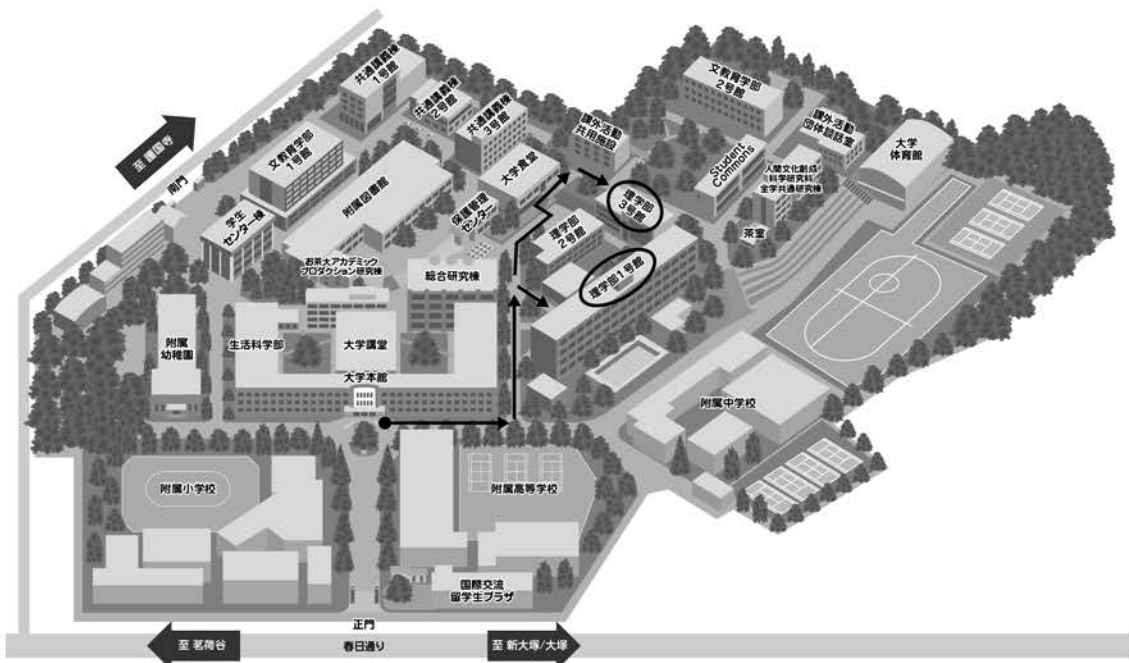 共通講義棟
1号館
共通講義棟
2号館
共通講義棟
3号館
文教育学部
2号館
課外活動
共用施設
課外活動
団体談話室
大学
体育館
至 護国寺
文教育学部
1号館
大学食堂
Student
Commons
人間文化創成
科学研究科
全学共通研究棟
南門
附属図書館
理学部
3号館
学生
センター棟
保護管理
センター
理学部
2号館
茶室
お茶大アカデミック
プロダクション研究棟
総合研究棟
理学部1号館
附属
幼稚園
生活科学部
大学講堂
大学本館
附属中学校
附属小学校
附属高等学校
国際交流
留学生プラザ
正門
至 茗荷谷
春日通り
至 新大塚/大塚